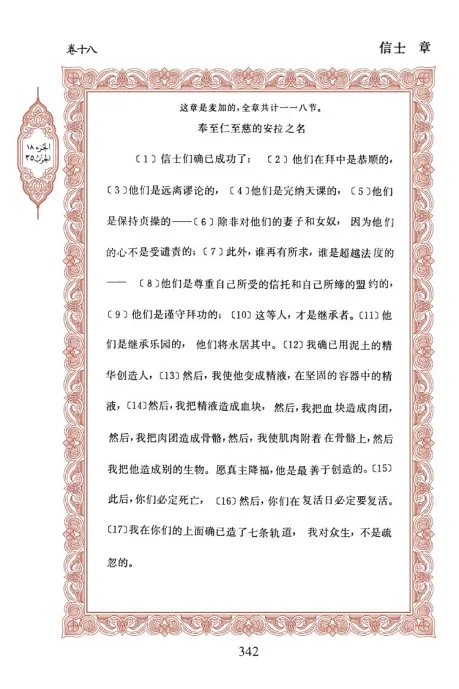 卷十八
信士 章
الجزء ١٨
الحزب ٣٥
这章是麦加的，全章共计一一八节。
奉至仁至慈的安拉之名
〔1〕信士们确已成功了； 〔2〕他们在拜中是恭顺的，
〔3〕他们是远离谬论的， 〔4〕他们是完纳天课的，〔5〕他们
是保持贞操的——〔6〕除非对他们的妻子和女奴， 因为他们
的心不是受谴责的；〔7〕此外，谁再有所求，谁是超越法度的
—— 〔8〕他们是尊重自己所受的信托和自己所缔的盟约的，
〔9〕他们是谨守拜功的；〔10〕这等人，才是继承者。〔11〕他
们是继承乐园的， 他们将永居其中。〔12〕我确已用泥土的精
华创造人，〔13〕然后，我使他变成精液，在坚固的容器中的精
液，〔14〕然后，我把精液造成血块， 然后，我把血块造成肉团，
然后，我把肉团造成骨骼，然后，我使肌肉附着在骨骼上，然后
我把他造成别的生物。愿真主降福，他是最善于创造的。〔15〕
此后，你们必定死亡， 〔16〕然后，你们在复活日必定要复活。
〔17〕我在你们的上面确已造了七条轨道， 我对众生，不是疏
忽的。
342